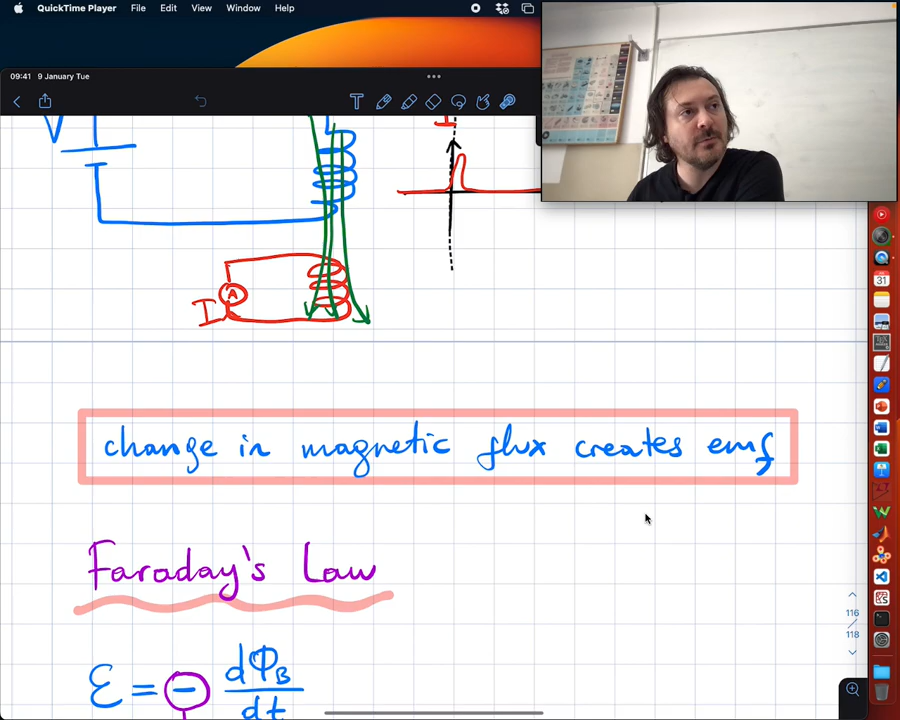 QuickTime Player File Edit View Window Help
09:41 9 January Tue
T
V
I
A
I
change in magnetic flux creates emf
Faraday's Law
ε = − dΦB
dt
116
118
31